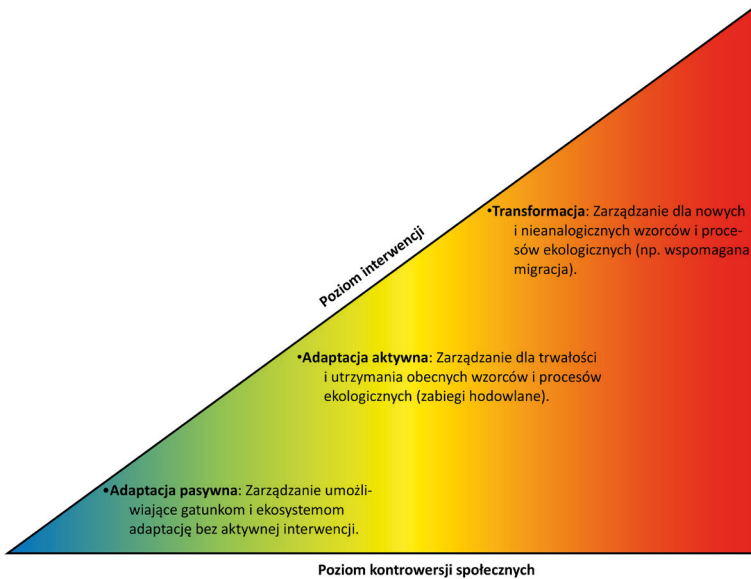 •Transformacja: Zarządzanie dla nowych
i nieanalogicznych wzorców i proce-
sów ekologicznych (np. wspomagana
migracja).
Poziom interwencji
•Adaptacja aktywna: Zarządzanie dla trwałości
i utrzymania obecnych wzorców i procesów
ekologicznych (zabiegi hodowlane).
•Adaptacja pasywna: Zarządzanie umożli-
wiające gatunkom i ekosystemom
adaptację bez aktywnej interwencji.
Poziom kontrowersji społecznych